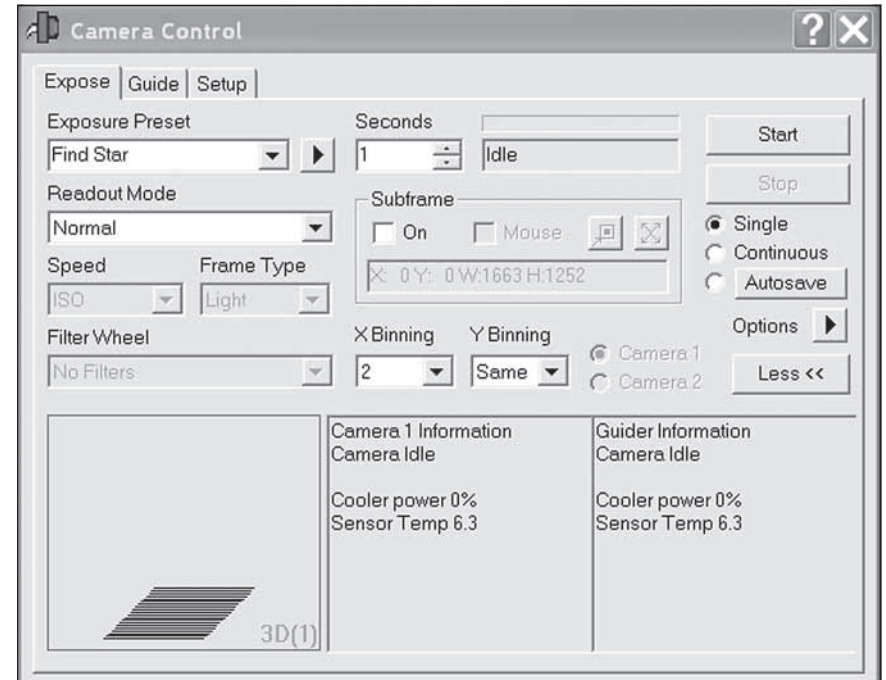 Camera Control
Expose Guide Setup
Exposure Preset
Find Star
Readout Mode
Normal
Speed Frame Type
ISO Light
Filter Wheel
No Filters
Seconds
1 Idle
Subframe
On Mouse
X: 0 Y: 0 W:1663 H:1252
X Binning Y Binning
2 Same
Camera 1
Camera 2
Start
Stop
Single
Continuous
Autosave
Options
Less <<
3D(1)
Camera 1 Information
Camera Idle
Cooler power 0%
Sensor Temp 6.3
Guider Information
Camera Idle
Cooler power 0%
Sensor Temp 6.3